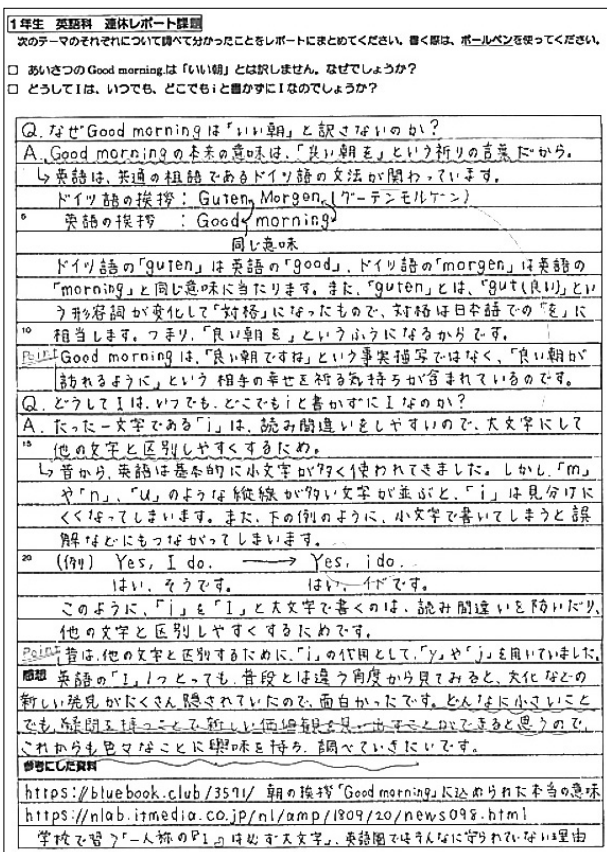 1年生 英語科 連休レポート課題
次のテーマのそれぞれについて調べて分かったことをレポートにまとめてください。書く際は、ボールペンを使ってください。
□ あいさつの Good morning.は「いい朝」とは訳しません。なぜでしょうか？
□ どうして I は、いつでも、どこでも i と書かずに I なのでしょうか？
Q. なぜ Good morning は「いい朝」と訳さないのか？
A. Good morning の本来の意味は、「良い朝を」という祈りの言葉だから。
↳ 英語は、共通の祖語であるドイツ語の文法が関わっています。
ドイツ語の挨拶 : Guten Morgen (グーテンモルゲン)
5 英語の挨拶 : Good morning
同じ意味
ドイツ語の「guten」は英語の「good」、ドイツ語の「morgen」は英語の
「morning」と同じ意味に当たります。また、「guten」とは、「gut(良い)」とい
う形容詞が変化して「対格」になったもので、対格は日本語での「を」に
10 相当します。つまり、「良い朝を」というふうになるからです。
Point Good morning は、「良い朝ですね」という事実描写ではなく、「良い朝が
訪れるように」という相手の幸せを祈る気持ちが含まれているのです。
Q. どうして I は、いつでも、どこでも i と書かずに I なのか？
A. たった一文字である「i」は、読み間違いをしやすいので、大文字にして
15 他の文字と区別しやすくするため。
↳ 昔から、英語は基本的に小文字が多く使われてきました。しかし、「m」
や「n」、「u」のような縦線が多い文字が並ぶと、「i」は見分けに
くくなってしまいます。また、下の例のように、小文字で書いてしまうと誤
解などにもつながってしまいます。
20 (例) Yes, I do. → Yes, ido.
はい、そうです。 はい、イドです。
このように、「i」を「I」と大文字で書くのは、読み間違いを防いだり、
他の文字と区別しやすくするためです。
Point 昔は、他の文字と区別するために、「i」の代用として、「y」や「j」を用いていました。
感想 英語の「I」1つとっても、普段とは違う角度から見てみると、文化などの
新しい発見がたくさん隠されていたので、面白かったです。どんなに小さいこと
でも、疑問を持つことで新しい価値観を見い出すことができると思うので、
これからも色々なことに興味を持ち、調べていきたいです。
参考にした資料
https://bluebook.club/3571/ 朝の挨拶「Good morning」に込められた本当の意味
https://nlab.itmedia.co.jp/nl/amp/1809/20/news098.html
学校で習う「一人称の『I』は必ず大文字」、英語圏ではそんなに守られていない理由